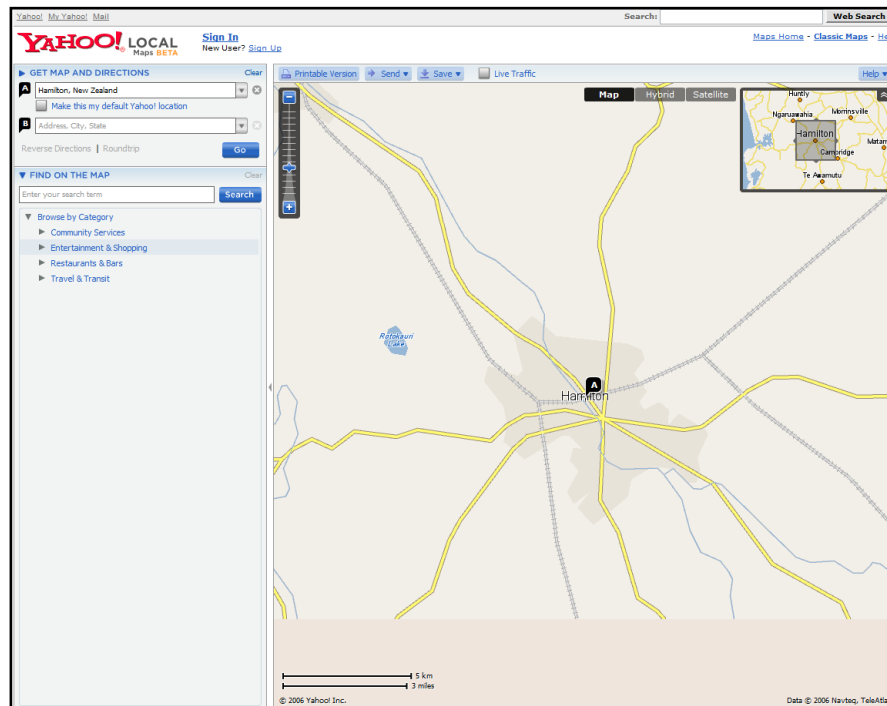 Yahoo! My Yahoo! Mail
Search: Web Search
YAHOO! LOCAL
Maps BETA
Sign In
New User? Sign Up
Maps Home - Classic Maps - He
GET MAP AND DIRECTIONS Clear
A Hamilton, New Zealand
Make this my default Yahoo! location
B Address, City, State
Reverse Directions | Roundtrip Go
FIND ON THE MAP Clear
Enter your search term Search
Browse by Category
Community Services
Entertainment & Shopping
Restaurants & Bars
Travel & Transit
Printable Version Send Save Live Traffic Help
Map Hybrid Satellite
Huntly
Ngaruawahia Morrinsville
Hamilton
Matam
Cambridge
Te Awamutu
Rotokauri
Lake
A
Hamilton
5 km
3 miles
© 2006 Yahoo! Inc. Data © 2006 Navteq, TeleAtla